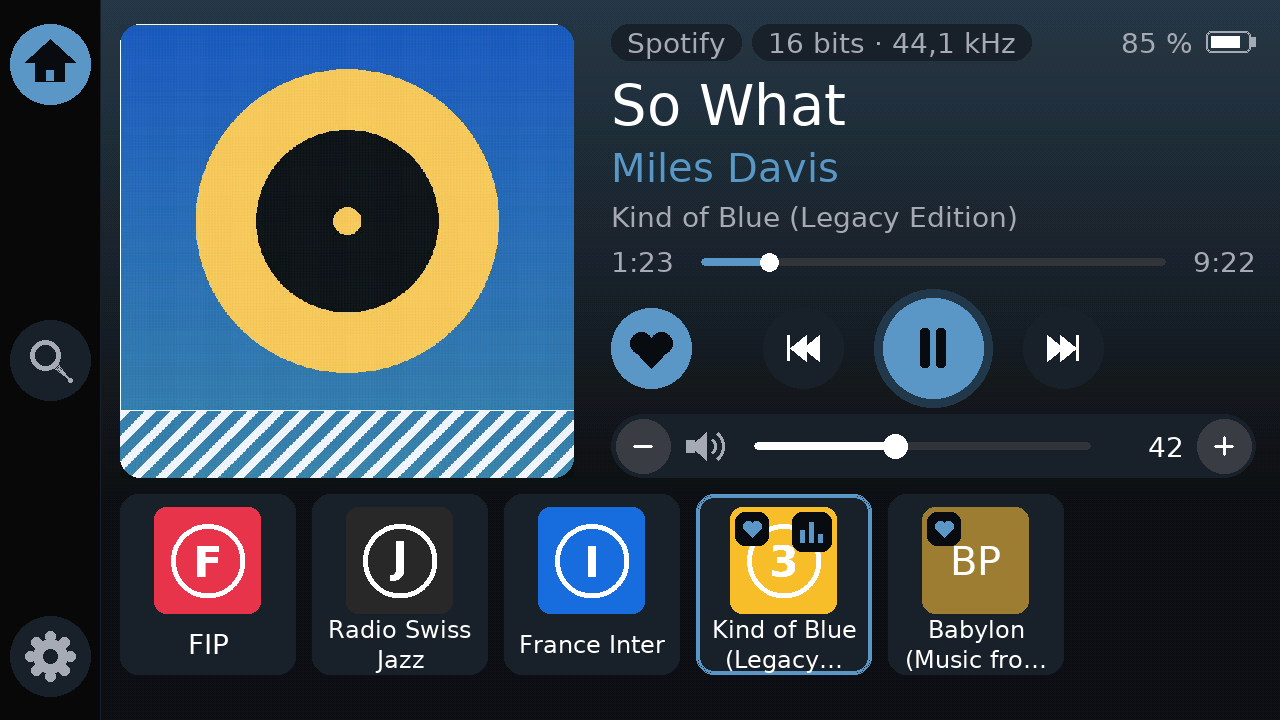 Spotify
16 bits · 44,1 kHz
85 %
So What
Miles Davis
Kind of Blue (Legacy Edition)
1:23
9:22
42
F
FIP
J
Radio Swiss
Jazz
I
France Inter
3
Kind of Blue
(Legacy...
BP
Babylon
(Music fro...